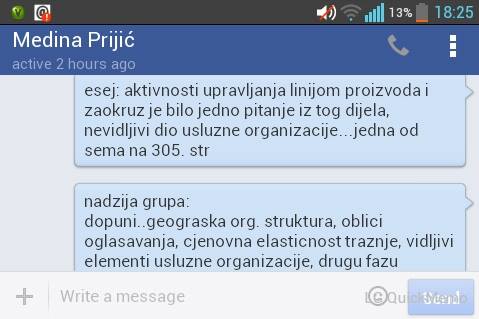 13% 18:25
Medina Prijić
active 2 hours ago
esej: aktivnosti upravljanja linijom proizvoda i
zaokruz je bilo jedno pitanje iz tog dijela,
nevidljivi dio usluzne organizacije...jedna od
sema na 305. str
nadzija grupa:
dopuni..geograska org. struktura, oblici
oglasavanja, cjenovna elasticnost traznje, vidljivi
elementi usluzne organizacije, drugu fazu
Write a message
LG QuickMemo